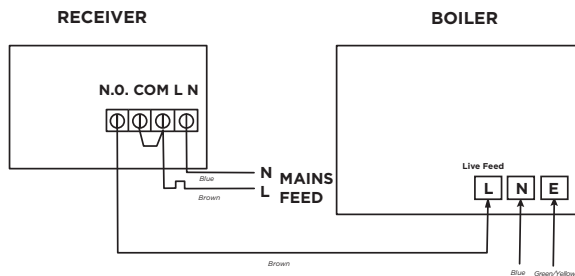 RECEIVER
BOILER
N.O. COM L N
Live Feed
L N E
Blue
N
L
MAINS
FEED
Brown
Brown
Blue
Green/Yellow